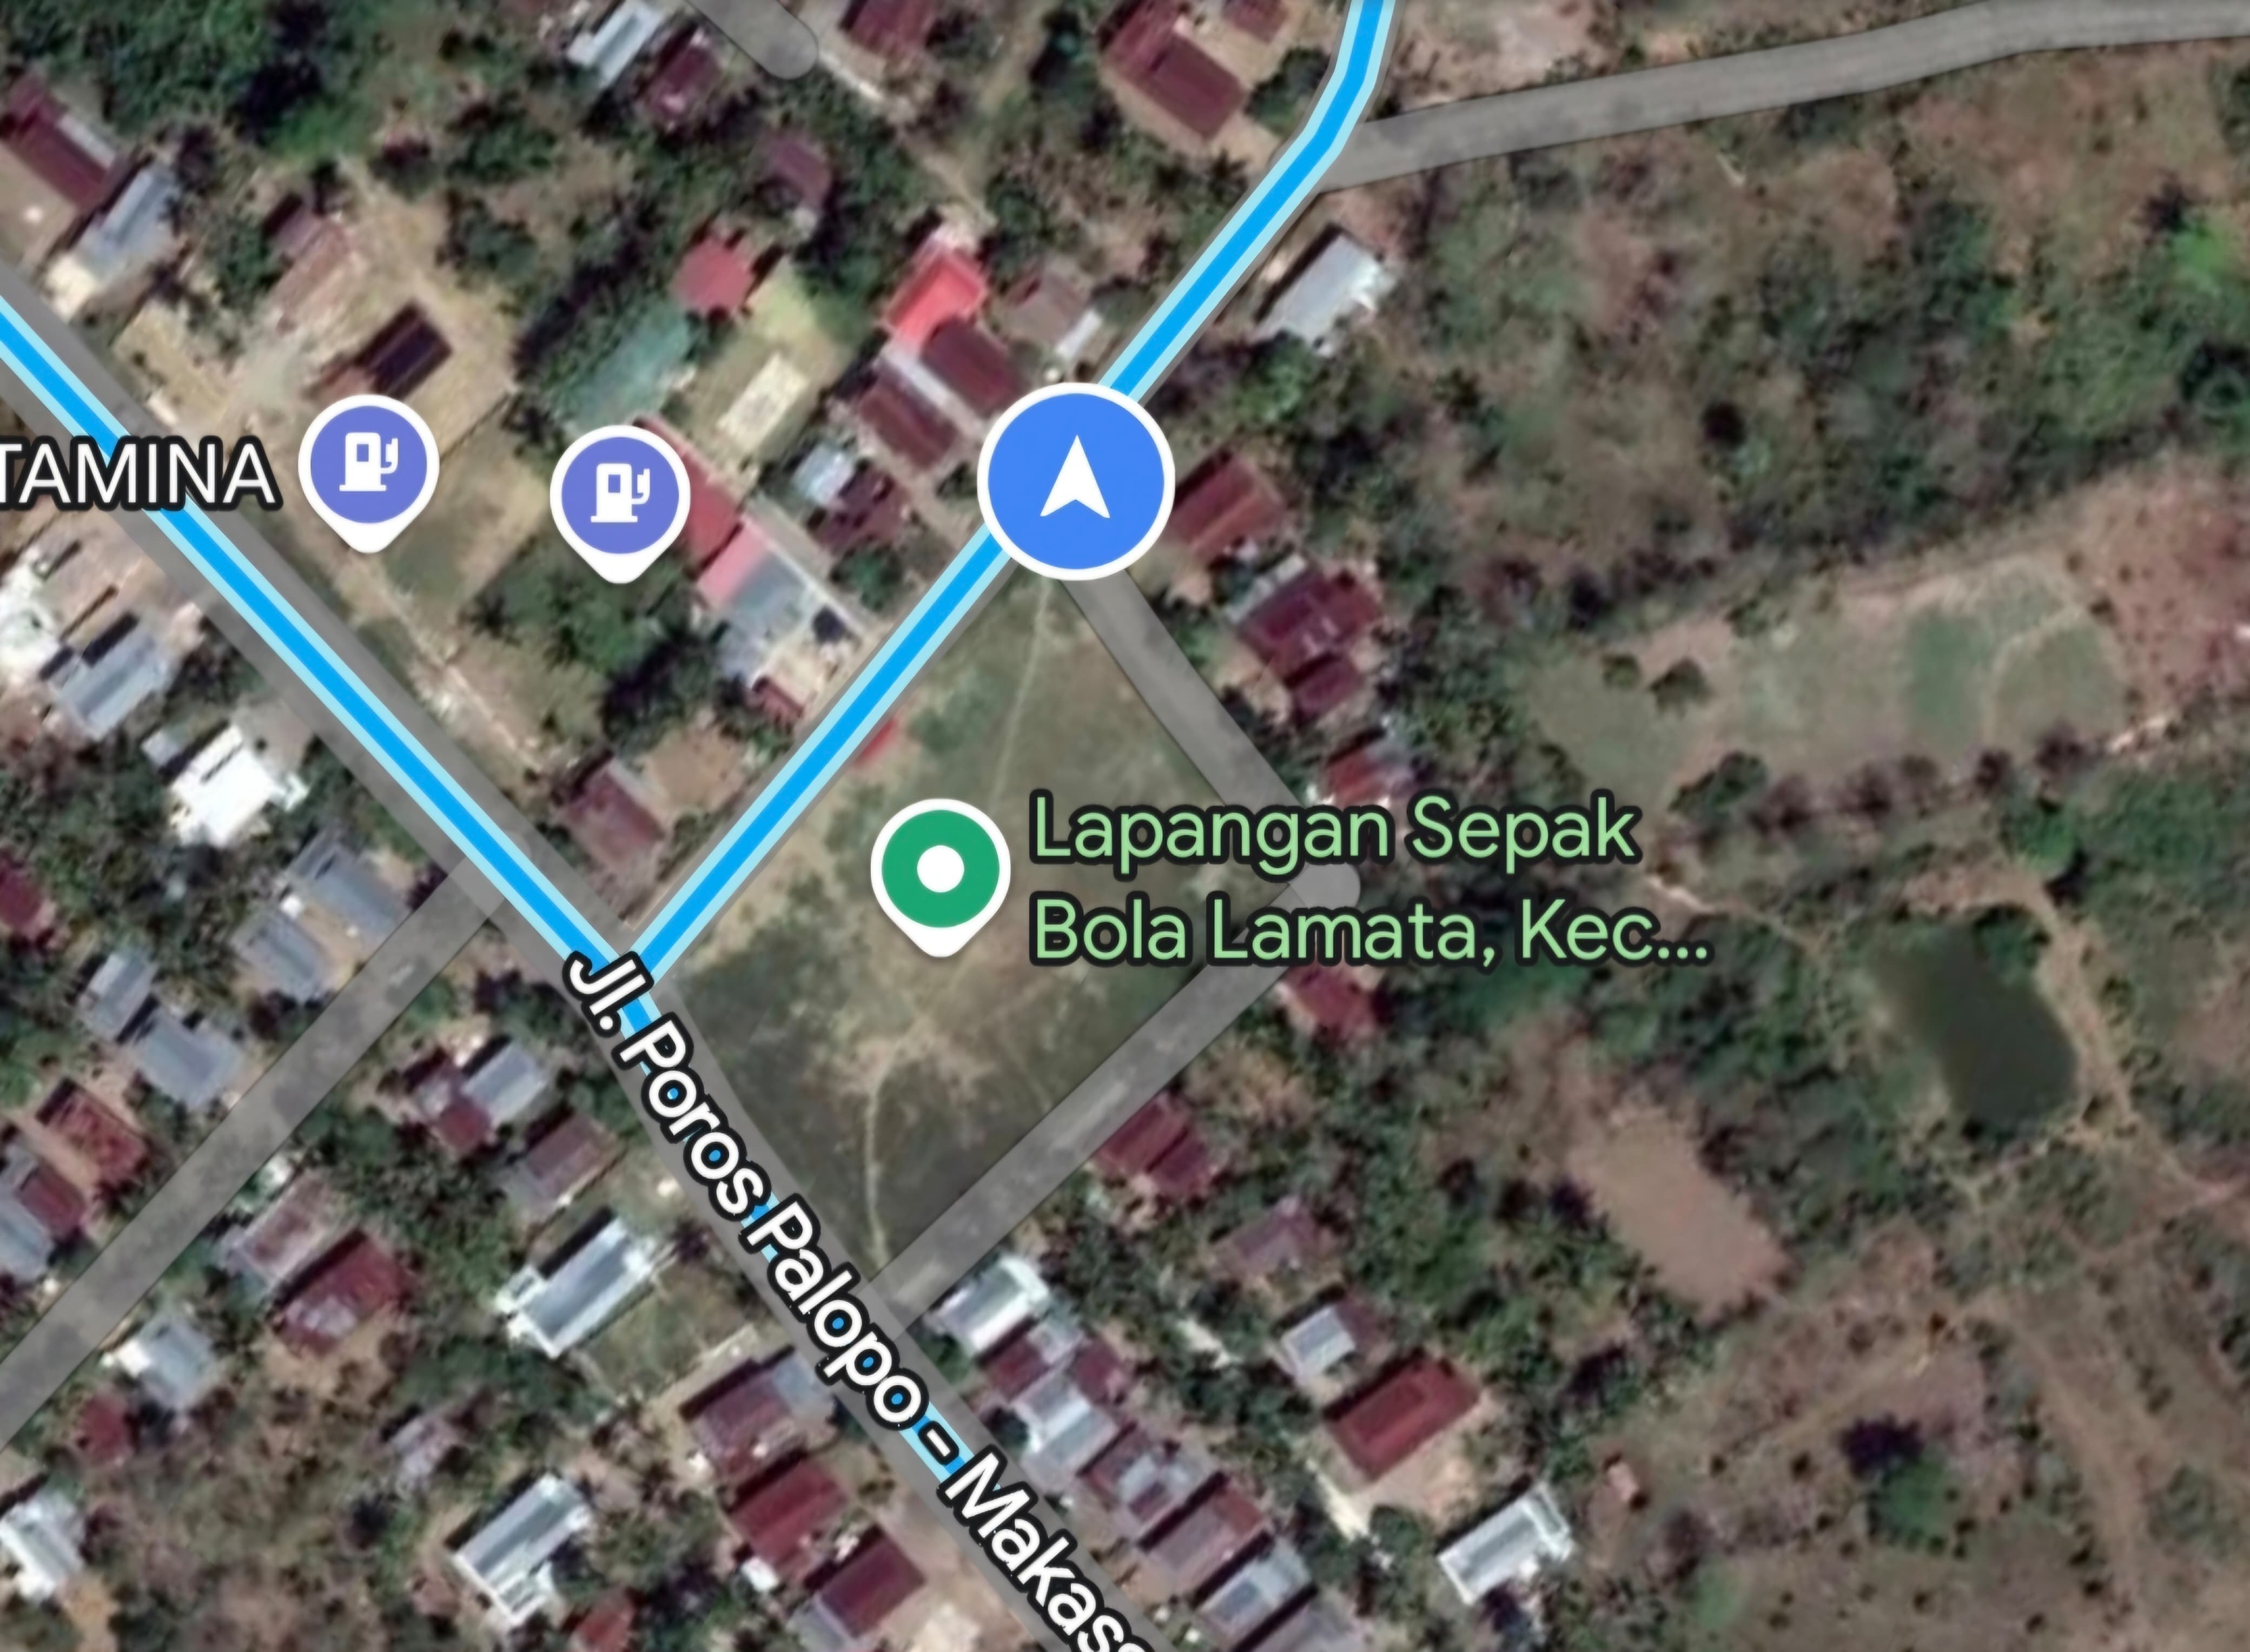 TAMINA
Lapangan Sepak
Bola Lamata, Kec...
Jl. Poros Palopo - Makass